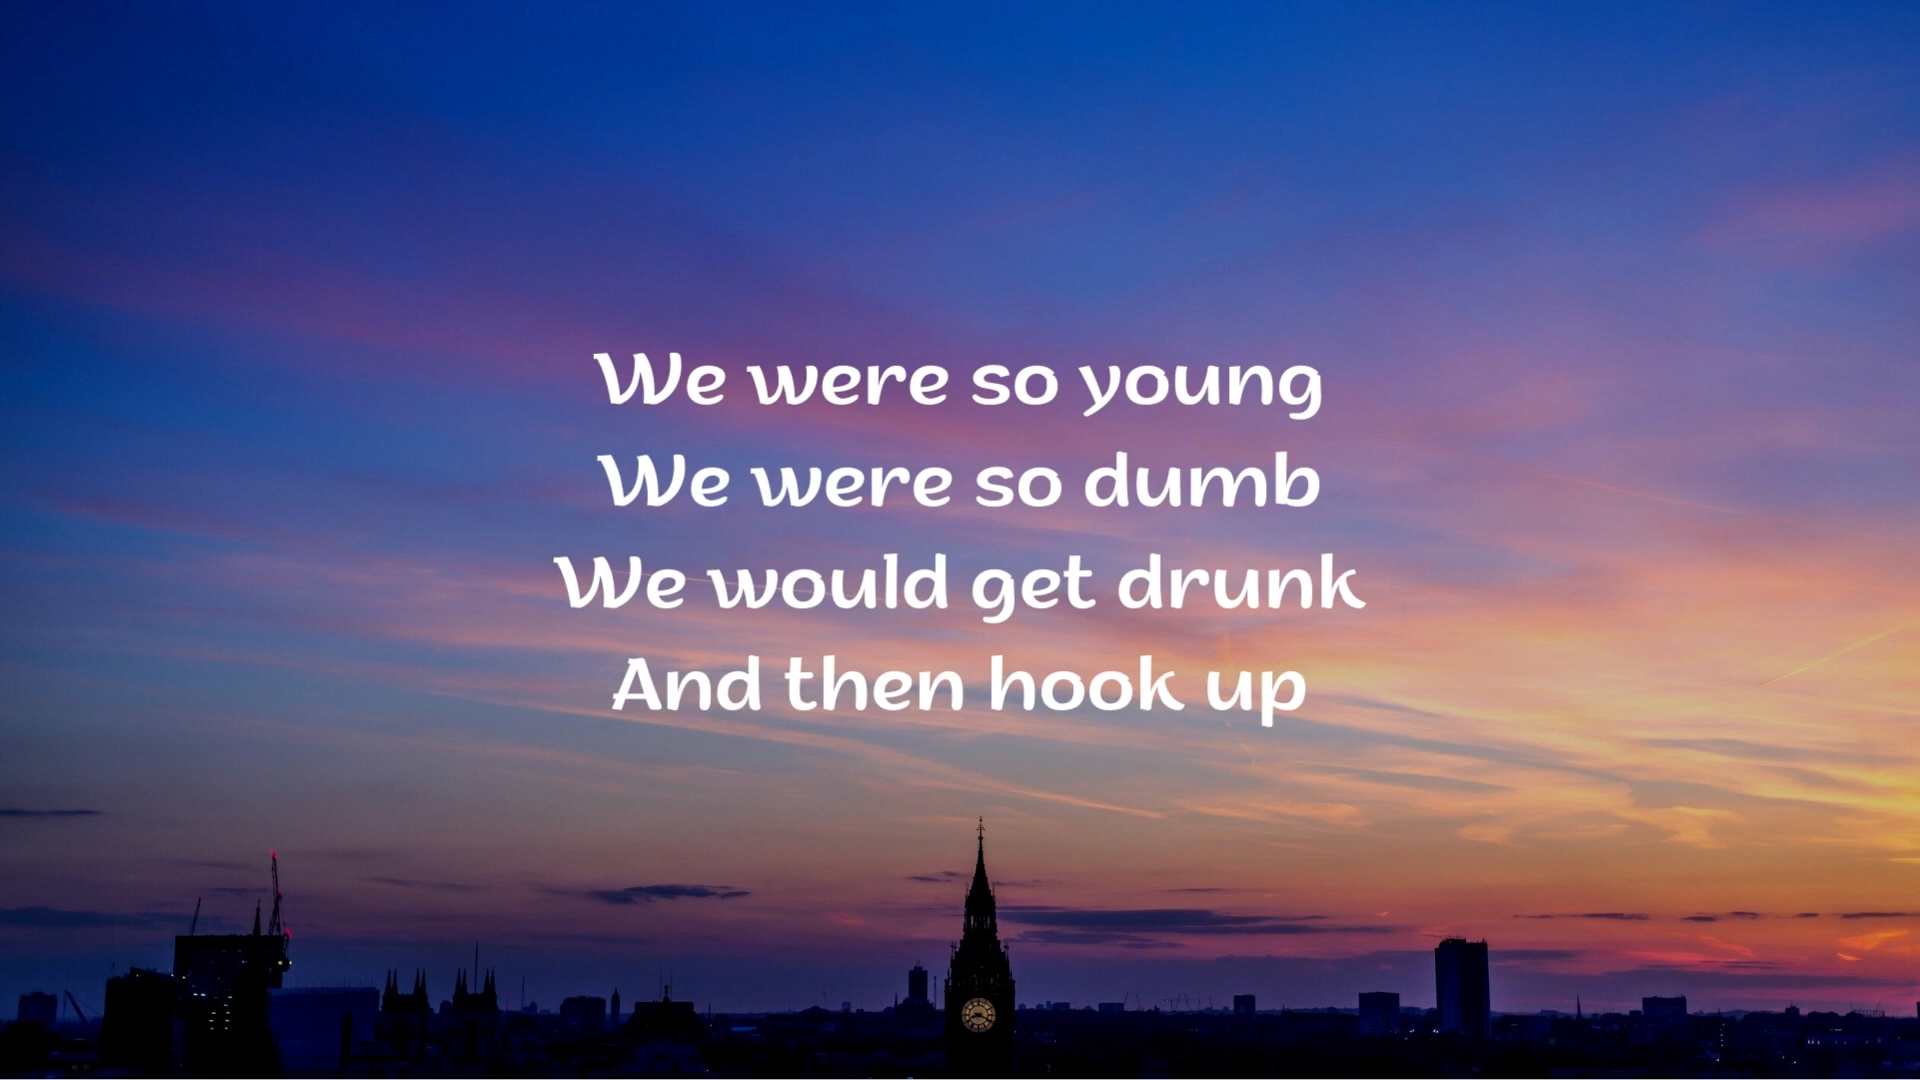 We were so young
We were so dumb
We would get drunk
And then hook up